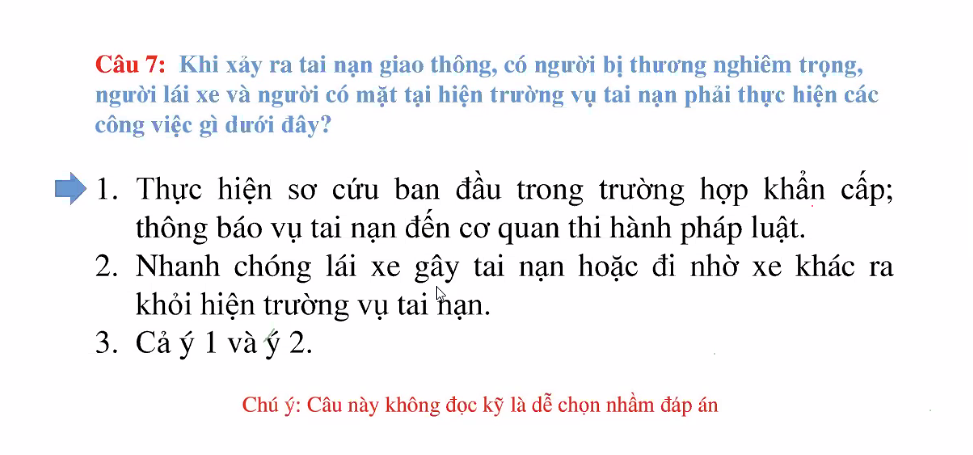 Câu 7: Khi xảy ra tai nạn giao thông, có người bị thương nghiêm trọng,
người lái xe và người có mặt tại hiện trường vụ tai nạn phải thực hiện các
công việc gì dưới đây?
1. Thực hiện sơ cứu ban đầu trong trường hợp khẩn cấp;
thông báo vụ tai nạn đến cơ quan thi hành pháp luật.
2. Nhanh chóng lái xe gây tai nạn hoặc đi nhờ xe khác ra
khỏi hiện trường vụ tai nạn.
3. Cả ý 1 và ý 2.
Chú ý: Câu này không đọc kỹ là dễ chọn nhầm đáp án